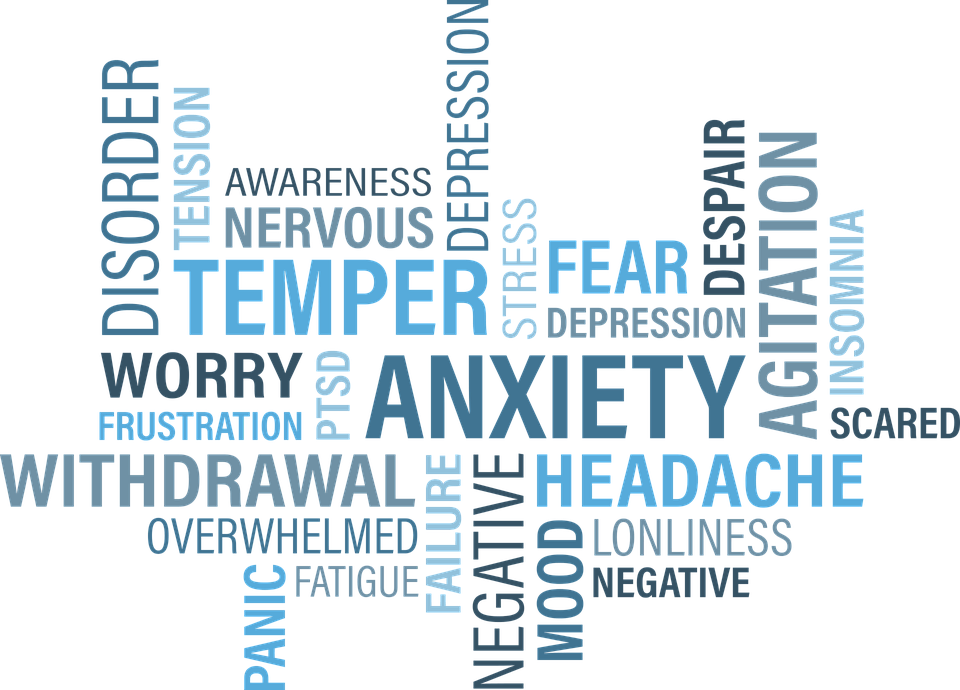 DISORDER
TENSION
AWARENESS
NERVOUS
DEPRESSION
TEMPER
STRESS
FEAR
DEPRESSION
DESPAIR
AGITATION
INSOMNIA
WORRY
FRUSTRATION
PTSD
ANXIETY
SCARED
WITHDRAWAL
OVERWHELMED
FATIGUE
PANIC
FAILURE
NEGATIVE
HEADACHE
MOOD
LONLINESS
NEGATIVE